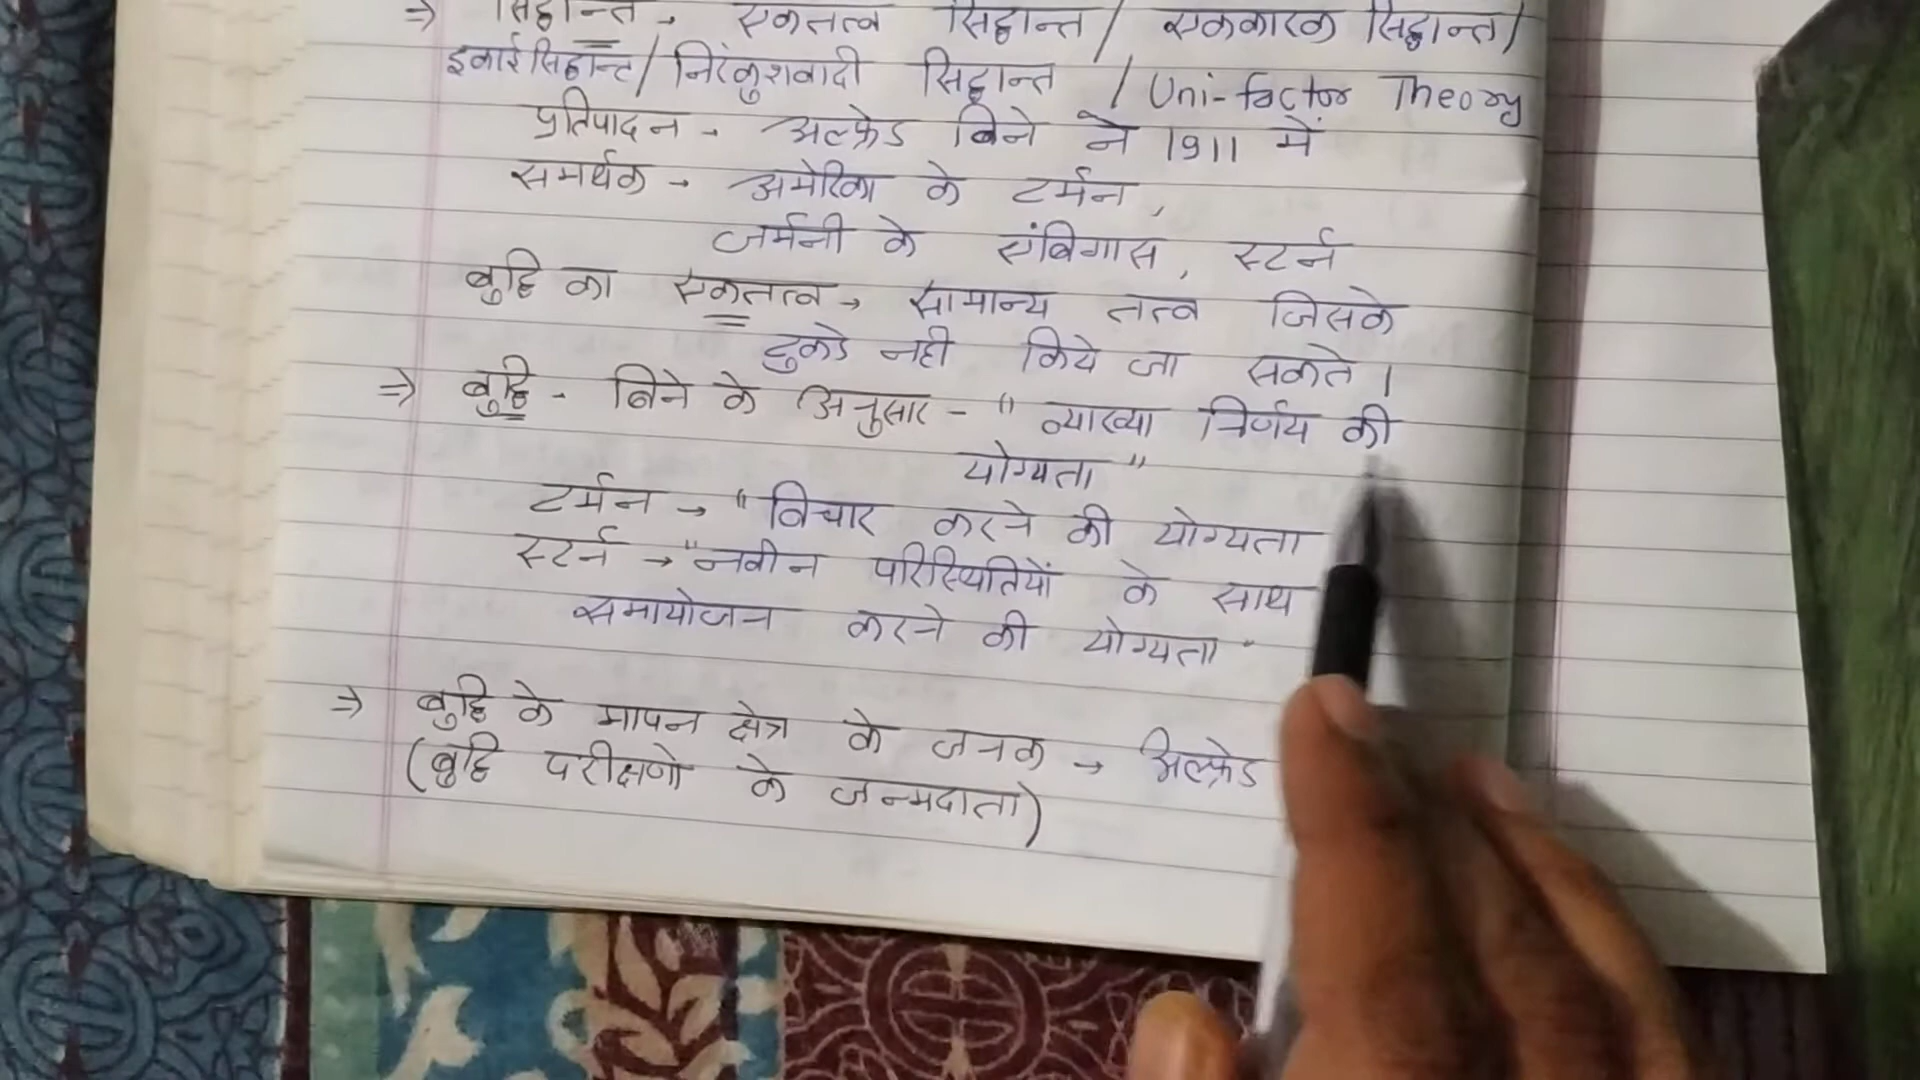 ⇒ सिद्धान्त → एकतत्व सिद्धान्त / एककारक सिद्धान्त /
इकाई सिद्धान्त / निरंकुशवादी सिद्धान्त / Uni-factor Theory
प्रतिपादन → अल्फ्रेड बिने ने 1911 में
समर्थक → अमेरिका के टर्मन,
जर्मनी के एंबिगास, स्टर्न
बुद्धि का एकतत्व → सामान्य तत्व जिसके
टुकडे नही किये जा सकते।
⇒ बुद्धि - बिने के अनुसार - " व्याख्या निर्णय की
योग्यता "
टर्मन → " विचार करने की योग्यता
स्टर्न → " नवीन परिस्थितियों के साथ
समायोजन करने की योग्यता "
⇒ बुद्धि के मापन क्षेत्र के जनक → अल्फ्रेड
(बुद्धि परीक्षणो के जन्मदाता)